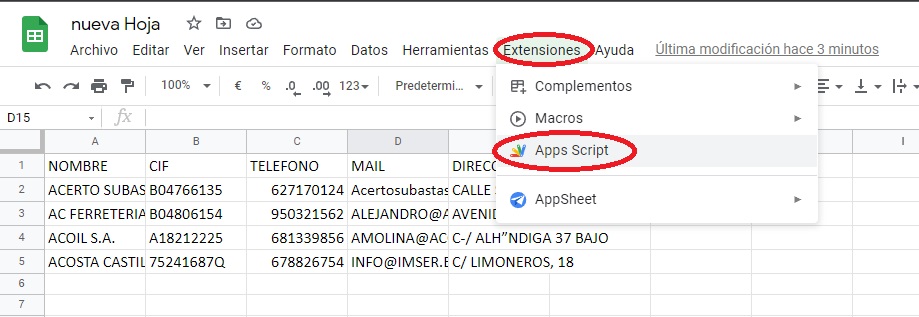 nueva Hoja
Archivo Editar Ver Insertar Formato Datos Herramientas Extensiones Ayuda Última modificación hace 3 minutos
100% € % .0 .00 123 Predetermi...
Complementos
D15 fx
Macros
A B C D I
Apps Script
1 NOMBRE CIF TELEFONO MAIL DIRECC
2 ACERTO SUBAS B04766135 627170124 Acertosubastas CALLE
AppSheet
3 AC FERRETERIA B04806154 950321562 ALEJANDRO@A AVENID
4 ACOIL S.A. A18212225 681339856 AMOLINA@AC C-/ ALH”NDIGA 37 BAJO
5 ACOSTA CASTIL 75241687Q 678826754 INFO@IMSER.E C/ LIMONEROS, 18
6
7